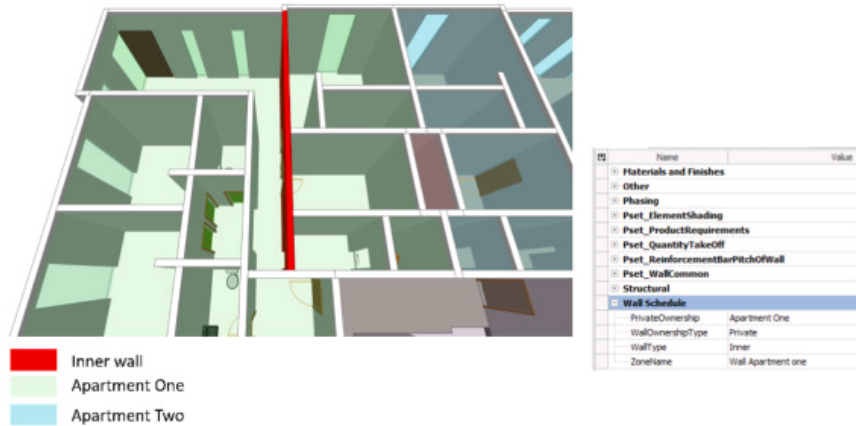 Inner wall
Apartment One
Apartment Two
Name Value
Materials and Finishes
Other
Phasing
Pset_ElementShading
Pset_ProductRequirements
Pset_QuantityTakeOff
Pset_ReinforcementBarPitchOfWall
Pset_WallCommon
Structural
Wall Schedule
PrivateOwnership Apartment One
WallOwnershipType Private
WallType Inner
ZoneName Wall Apartment one